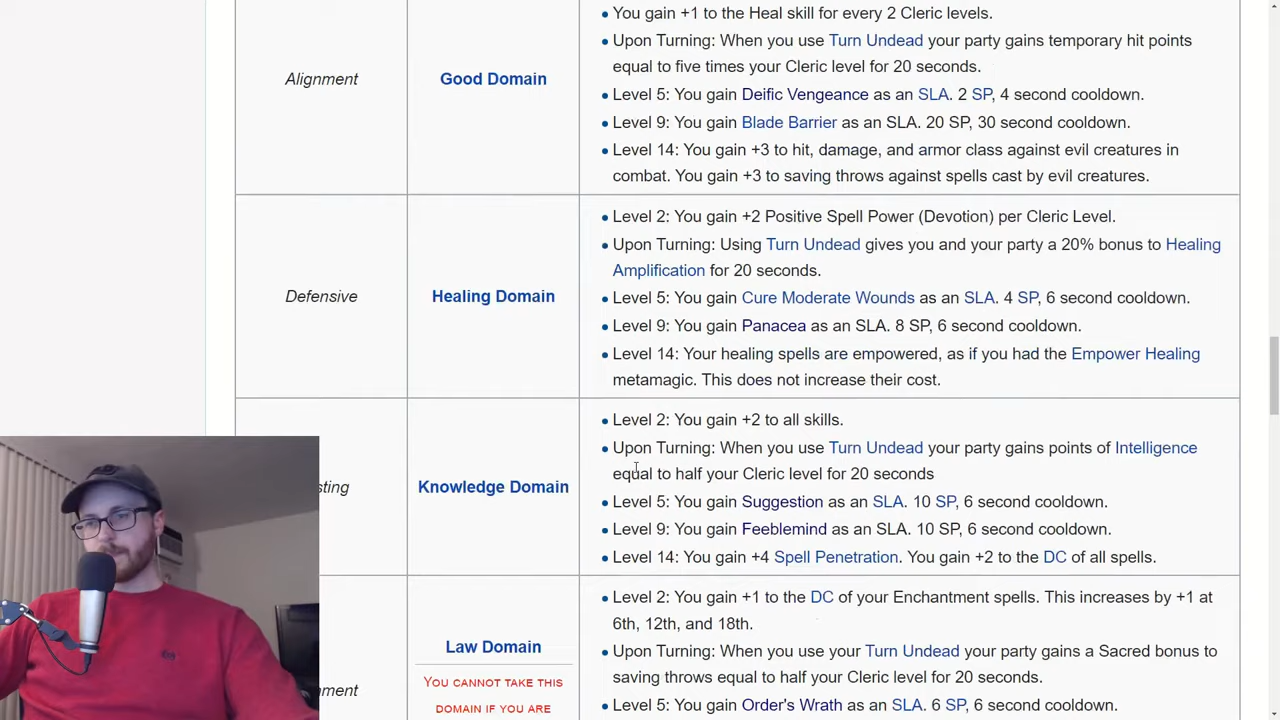 You gain +1 to the Heal skill for every 2 Cleric levels.
Upon Turning: When you use Turn Undead your party gains temporary hit points
equal to five times your Cleric level for 20 seconds.
Alignment
Good Domain
Level 5: You gain Deific Vengeance as an SLA. 2 SP, 4 second cooldown.
Level 9: You gain Blade Barrier as an SLA. 20 SP, 30 second cooldown.
Level 14: You gain +3 to hit, damage, and armor class against evil creatures in
combat. You gain +3 to saving throws against spells cast by evil creatures.
Level 2: You gain +2 Positive Spell Power (Devotion) per Cleric Level.
Upon Turning: Using Turn Undead gives you and your party a 20% bonus to Healing
Amplification for 20 seconds.
Defensive
Healing Domain
Level 5: You gain Cure Moderate Wounds as an SLA. 4 SP, 6 second cooldown.
Level 9: You gain Panacea as an SLA. 8 SP, 6 second cooldown.
Level 14: Your healing spells are empowered, as if you had the Empower Healing
metamagic. This does not increase their cost.
Level 2: You gain +2 to all skills.
Upon Turning: When you use Turn Undead your party gains points of Intelligence
equal to half your Cleric level for 20 seconds
sting
Knowledge Domain
Level 5: You gain Suggestion as an SLA. 10 SP, 6 second cooldown.
Level 9: You gain Feeblemind as an SLA. 10 SP, 6 second cooldown.
Level 14: You gain +4 Spell Penetration. You gain +2 to the DC of all spells.
Level 2: You gain +1 to the DC of your Enchantment spells. This increases by +1 at
6th, 12th, and 18th.
Law Domain
Upon Turning: When you use your Turn Undead your party gains a Sacred bonus to
saving throws equal to half your Cleric level for 20 seconds.
nment
You cannot take this
domain if you are
Level 5: You gain Order's Wrath as an SLA. 6 SP, 6 second cooldown.